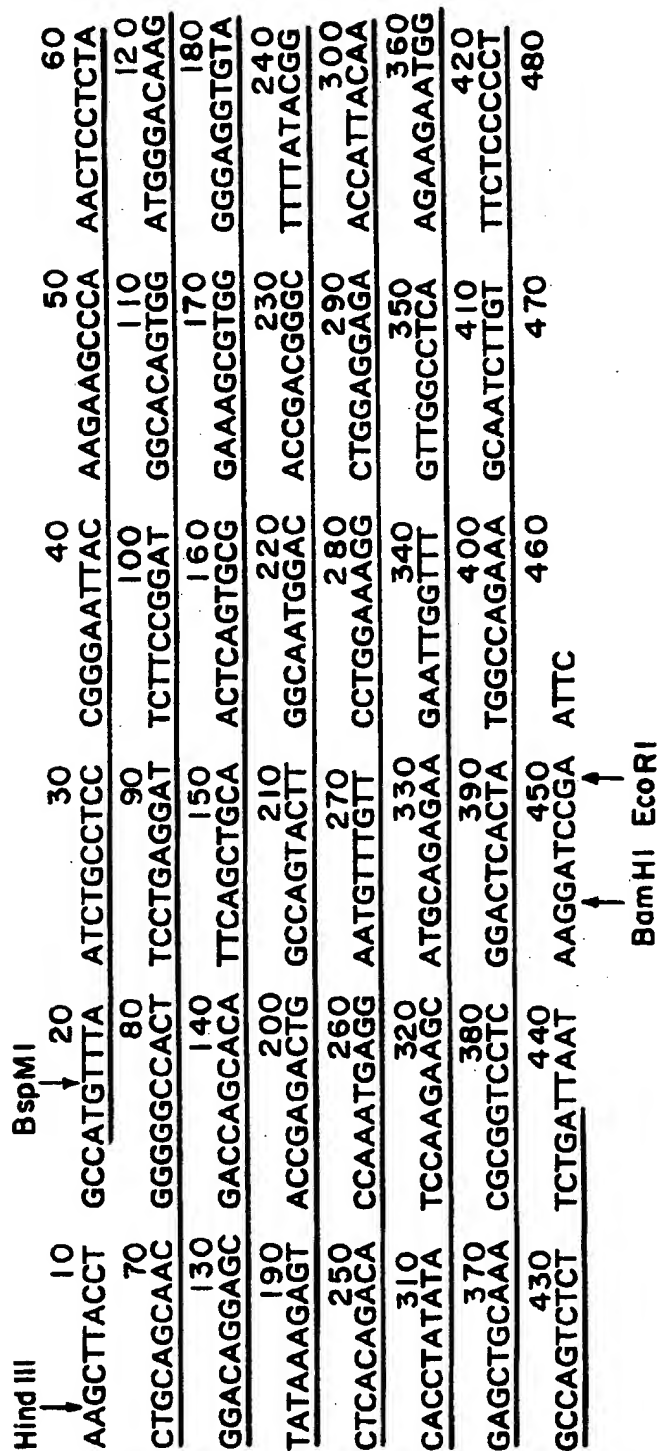 Hind III BspMI
10 20 30 40 50 60
AAGCTTACCT GCCATGTTTA ATCTGCCTCC CGGGAATTAC AAGAAGCCCA AACTCCTCTA
70 80 90 100 110 120
CTGCAGCAAC GGGGGCCACT TCCTGAGGAT TCTTCCGGAT GGCACAGTGG ATGGGACAAG
130 140 150 160 170 180
GGACAGGAGC GACCAGCACA TTCAGCTGCA ACTCAGTGCG GAAAGCGTGG GGGAGGTGTA
190 200 210 220 230 240
TATAAAGAGT ACCGAGACTG GCCAGTACTT GGCAATGGAC ACCGACGGGC TTTTATACGG
250 260 270 280 290 300
CTCACAGACA CCAAATGAGG AATGTTTGTT CCTGGAAAGG CTGGAGGAGA ACCATTACAA
310 320 330 340 350 360
CACCTATATA TCCAAGAAGC ATGCAGAGAA GAATTGGTTT GTTGGCCTCA AGAAGAATGG
370 380 390 400 410 420
GAGCTGCAAA CGCGGTCCTC GGACTCACTA TGGCCAGAAA GCAATCTTGT TTCTCCCCCT
430 440 450 460 470 480
GCCAGTCTCT TCTGATTAAT AAGGATCCGA ATTC
BamHI EcoRI